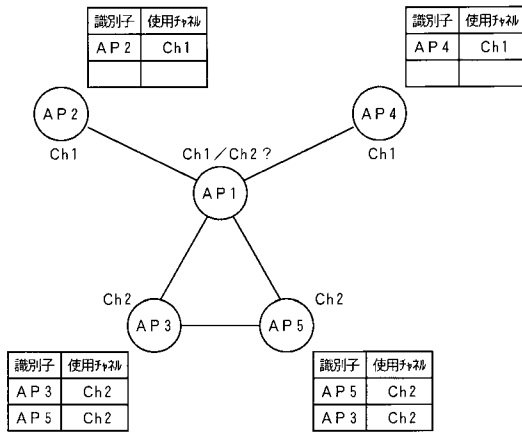 識別子 使用ﾁｬﾈﾙ
AP2 Ch1
識別子 使用ﾁｬﾈﾙ
AP4 Ch1
AP2
Ch1
AP4
Ch1
Ch1／Ch2？
AP1
Ch2
AP3
Ch2
AP5
識別子 使用ﾁｬﾈﾙ
AP3 Ch2
AP5 Ch2
識別子 使用ﾁｬﾈﾙ
AP5 Ch2
AP3 Ch2